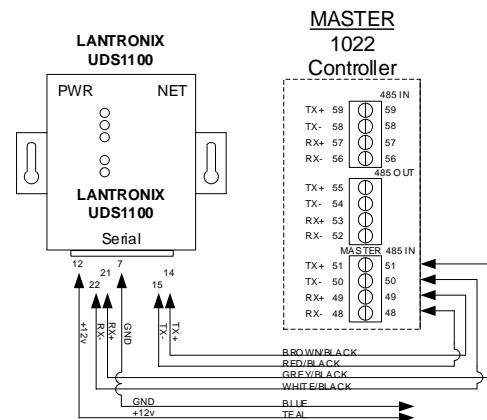 LANTRONIX
UDS1100
PWR NET
LANTRONIX
UDS1100
Serial
12 7 14
22 21 15
+12v
RX-
RX+
GND
TX-
TX+
MASTER
1022
Controller
485 IN
TX+ 59 59
TX- 58 58
RX+ 57 57
RX- 56 56
485 OUT
TX+ 55
TX- 54
RX+ 53
RX- 52
MASTER 485 IN
TX+ 51 51
TX- 50 50
RX+ 49 49
RX- 48 48
BROWN/BLACK
RED/BLACK
GREY/BLACK
WHITE/BLACK
GND BLUE
+12v TEAL